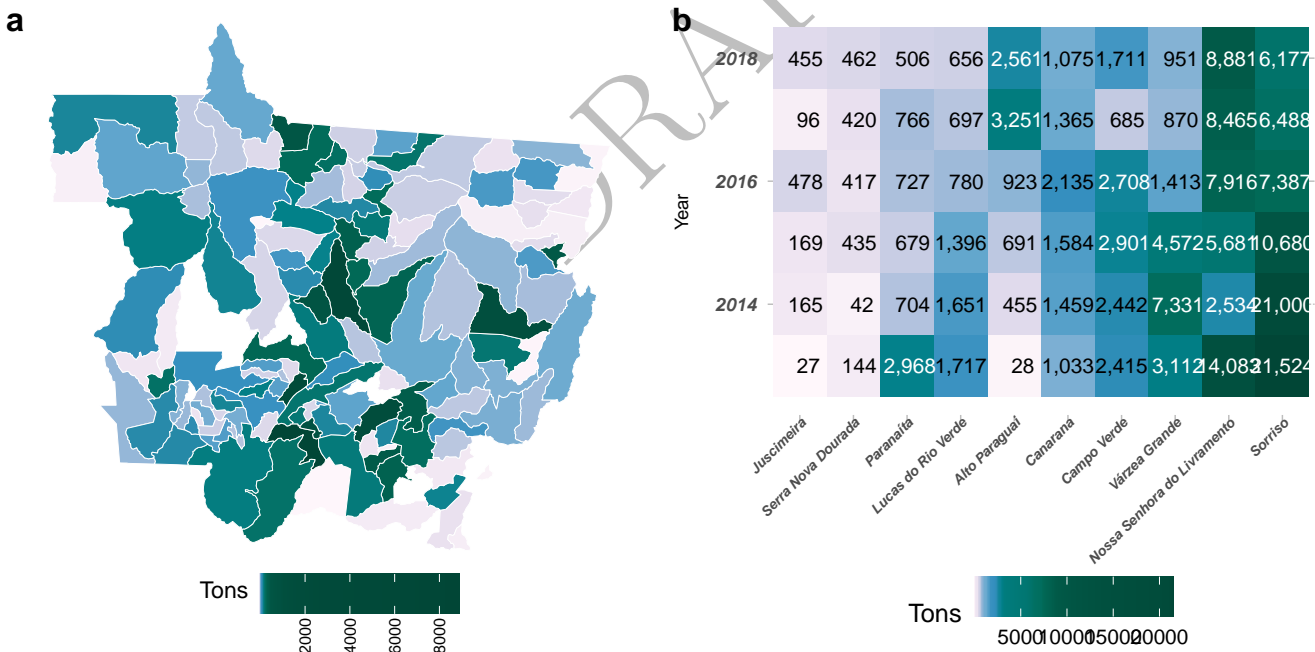 a
Tons
2000
4000
6000
8000
b
DRA
Year
2018
455 462 506 656 2,561 1,075 1,711 951 8,881 6,177
96 420 766 697 3,251 1,365 685 870 8,465 6,488
2016
478 417 727 780 923 2,135 2,708 1,413 7,916 7,387
169 435 679 1,396 691 1,584 2,901 4,572 5,681 10,680
2014
165 42 704 1,651 455 1,459 2,442 7,331 2,534 21,000
27 144 2,968 1,717 28 1,033 2,415 3,112 14,083 21,524
Juscimeira
Serra Nova Dourada
Paranaíta
Lucas do Rio Verde
Alto Paraguai
Canarana
Campo Verde
Várzea Grande
Nossa Senhora do Livramento
Sorriso
Tons
5000 10000 15000 20000